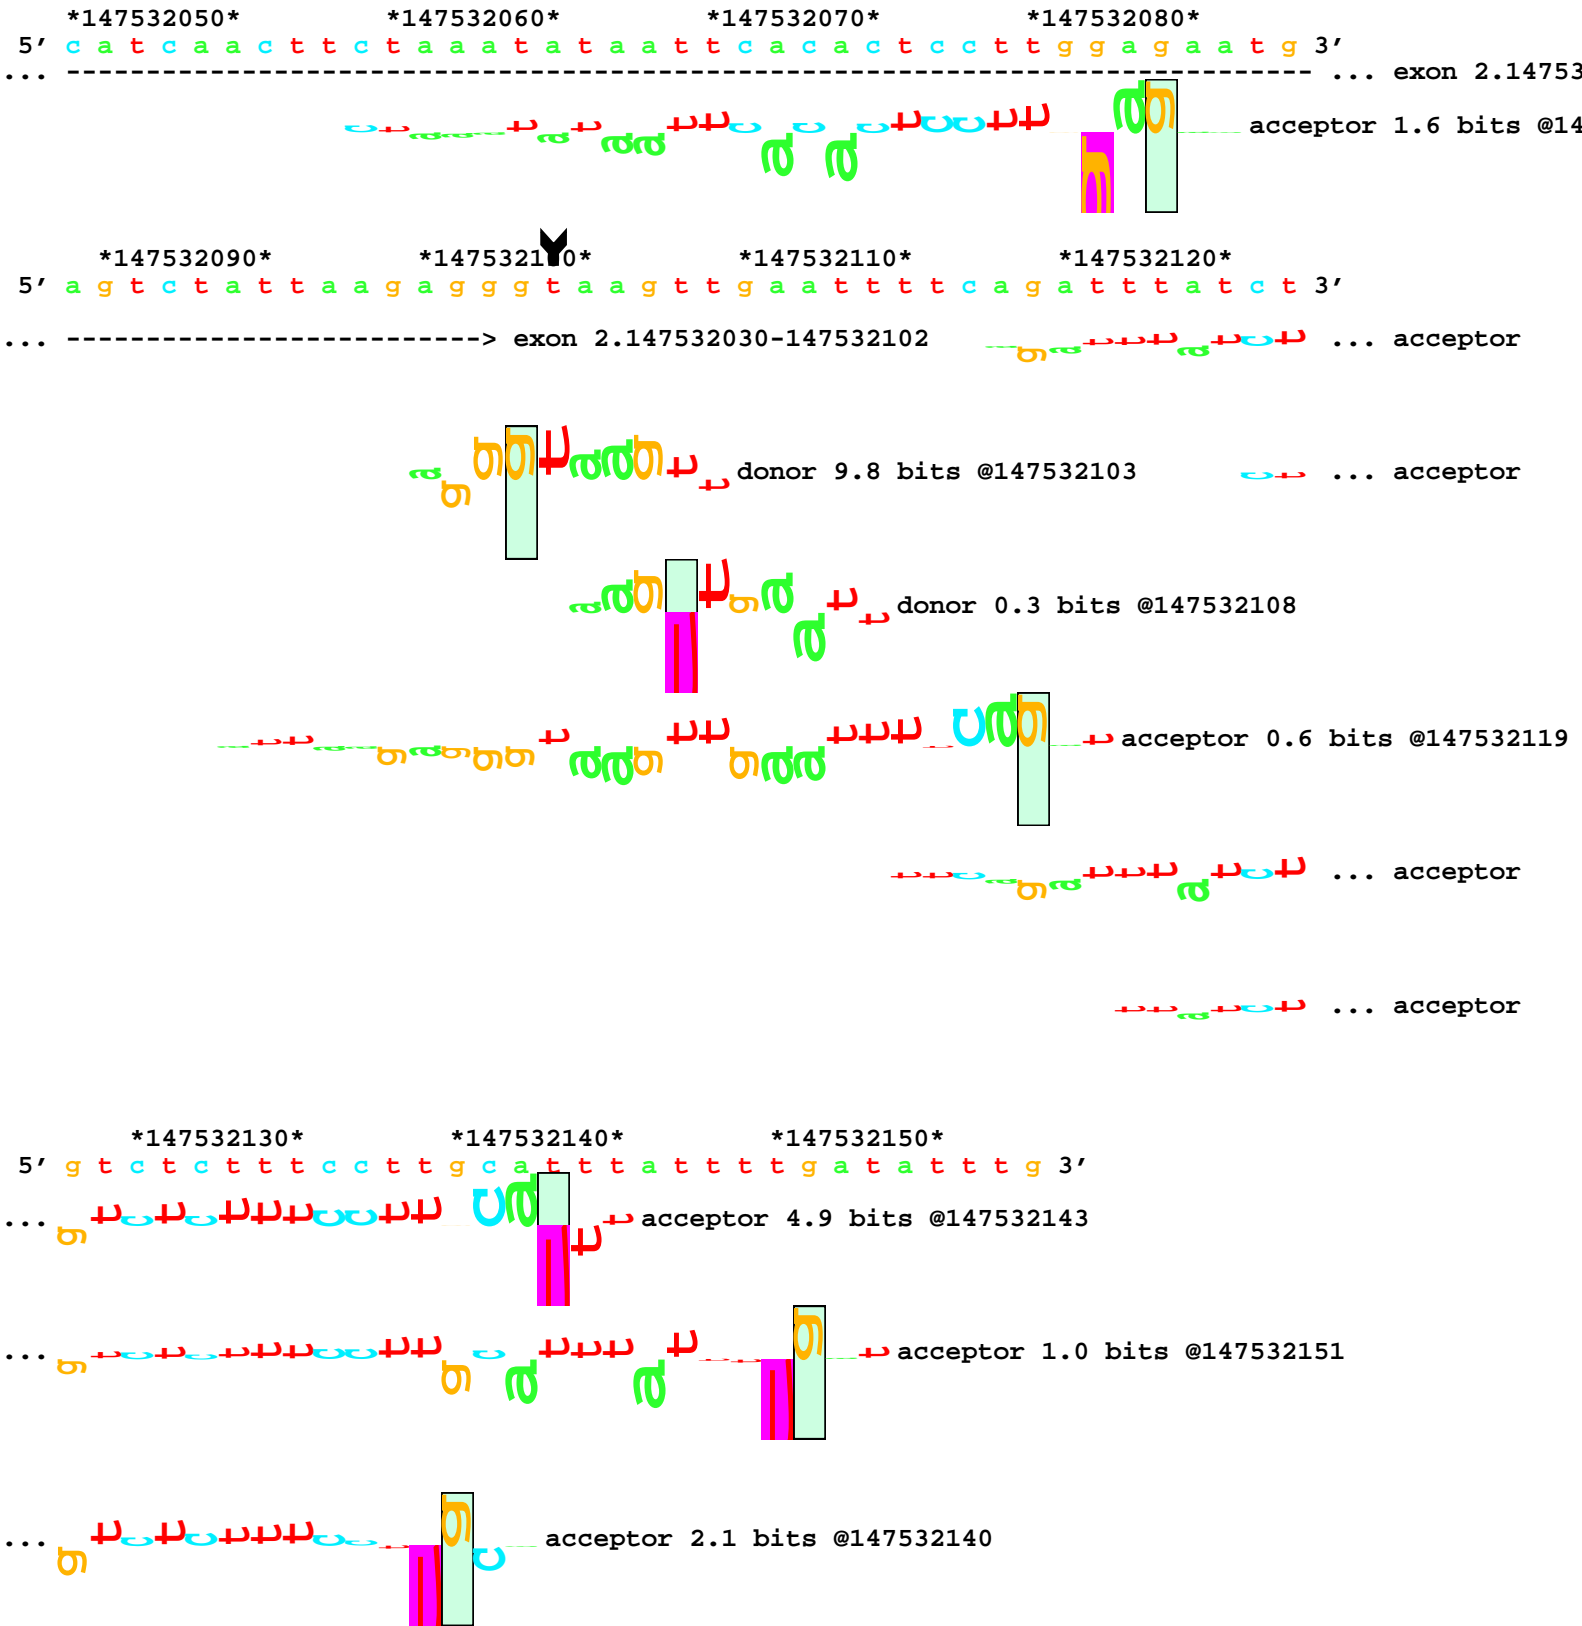 *147532050* *147532060* *147532070* *147532080*
5' c a t c a a c t t c t a a a t a t a a t t c a c a c t c c t t g g a g a a t g 3'
... --------------------------------------------------------------------------- ... exon 2.14753
acceptor 1.6 bits @14
*147532090* *147532100* *147532110* *147532120*
5' a g t c t a t t a a g a g g g t a a g t t g a a t t t t c a g a t t t a t c t 3'
... --------------------------> exon 2.147532030-147532102 ... acceptor
donor 9.8 bits @147532103 ... acceptor
donor 0.3 bits @147532108
acceptor 0.6 bits @147532119
... acceptor
... acceptor
*147532130* *147532140* *147532150*
5' g t c t c t t t c c t t g c a t t t a t t t t g a t a t t t g 3'
... acceptor 4.9 bits @147532143
... acceptor 1.0 bits @147532151
... acceptor 2.1 bits @147532140